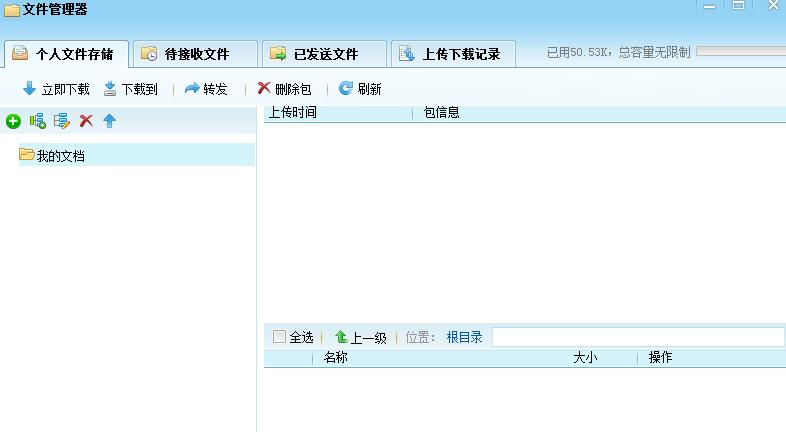 文件管理器
个人文件存储 待接收文件 已发送文件 上传下载记录 已用50.53K，总容量无限制
立即下载 下载到 转发 删除包 刷新
上传时间 包信息
我的文档
全选 上一级 位置： 根目录
名称 大小 操作